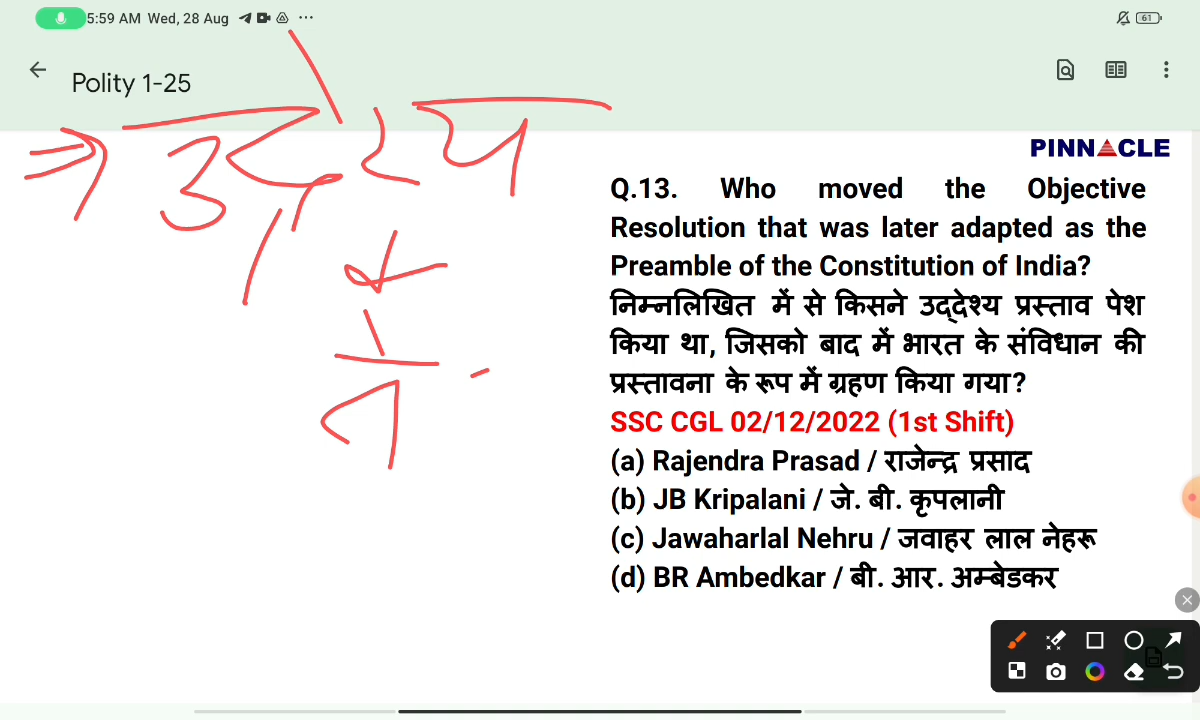 5:59 AM Wed, 28 Aug
61
Polity 1-25
PINNACLE
Q.13. Who moved the Objective
Resolution that was later adapted as the
Preamble of the Constitution of India?
निम्नलिखित में से किसने उद्देश्य प्रस्ताव पेश
किया था, जिसको बाद में भारत के संविधान की
प्रस्तावना के रूप में ग्रहण किया गया?
SSC CGL 02/12/2022 (1st Shift)
(a) Rajendra Prasad / राजेन्द्र प्रसाद
(b) JB Kripalani / जे. बी. कृपलानी
(c) Jawaharlal Nehru / जवाहर लाल नेहरू
(d) BR Ambedkar / बी. आर. अम्बेडकर